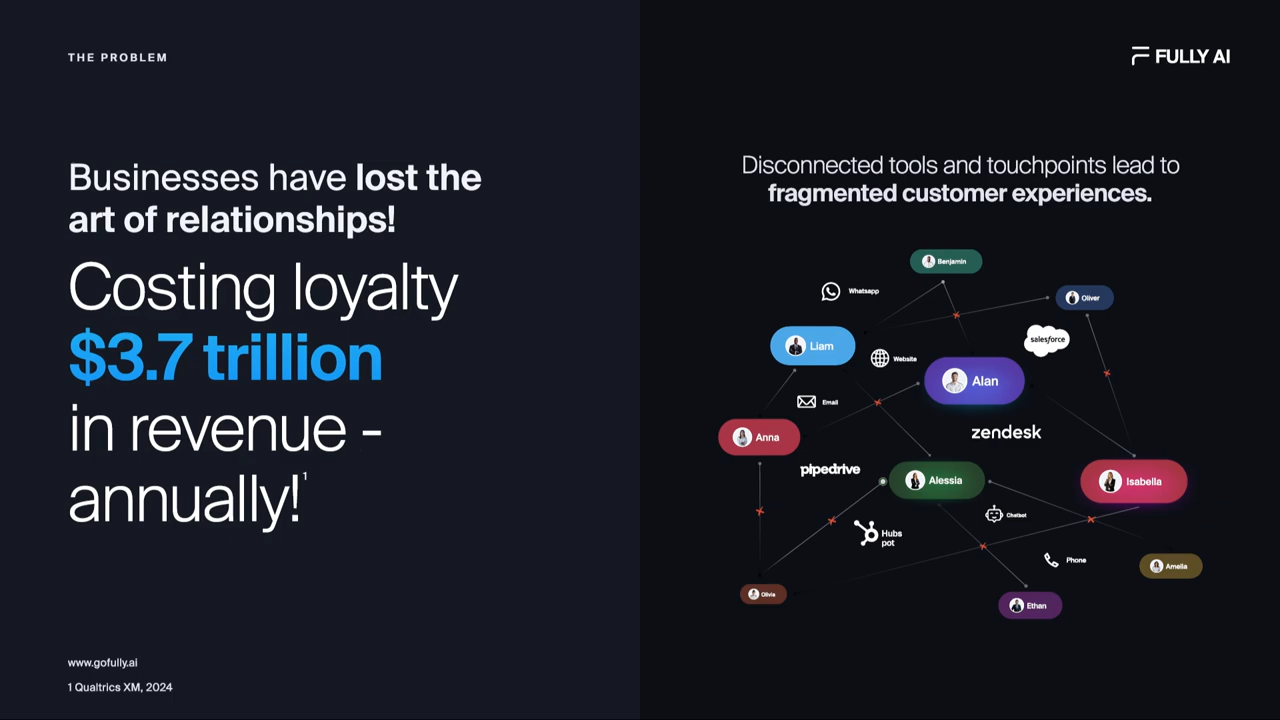 THE PROBLEM
FULLY AI
Businesses have lost the
art of relationships!
Costing loyalty
$3.7 trillion
in revenue -
annually!¹
Disconnected tools and touchpoints lead to
fragmented customer experiences.
Benjamin
Whatsapp
Oliver
Liam
salesforce
Website
Alan
Email
Anna
zendesk
pipedrive
Alessia
Isabella
Chatbot
Hubs
pot
Phone
Amelia
Olivia
Ethan
www.gofully.ai
1 Qualtrics XM, 2024